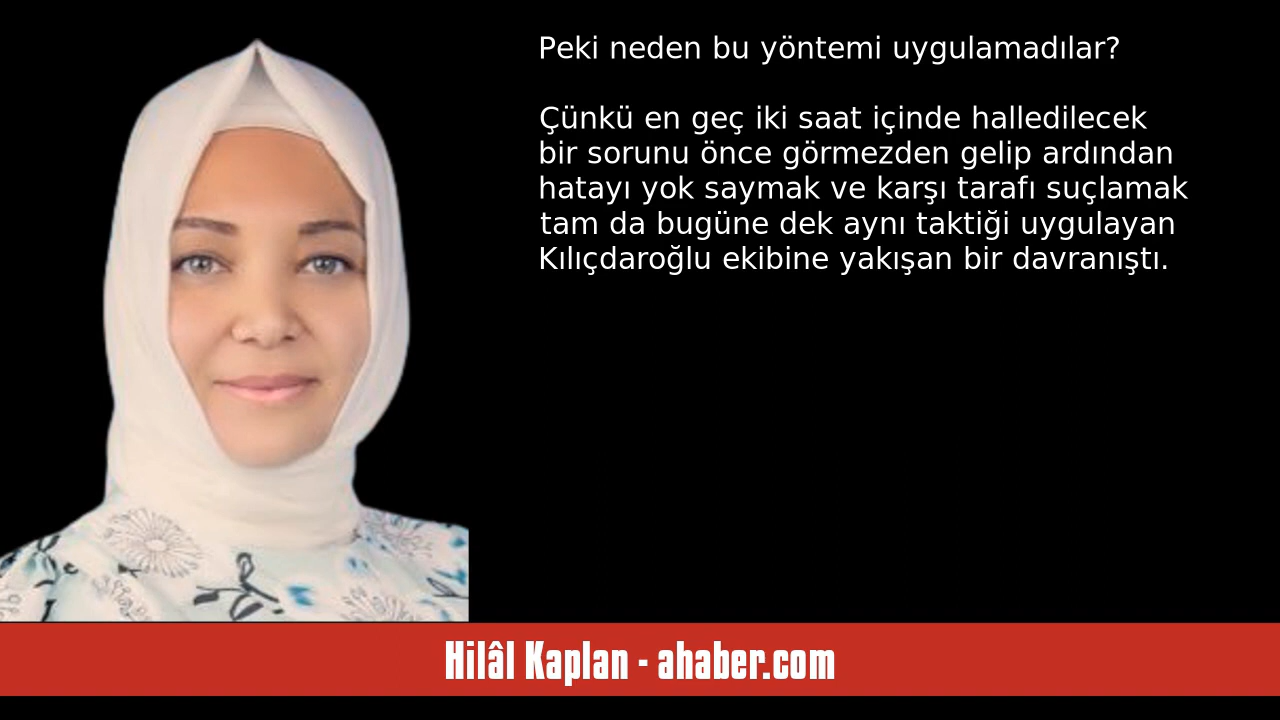 Peki neden bu yöntemi uygulamadılar?
Çünkü en geç iki saat içinde halledilecek
bir sorunu önce görmezden gelip ardından
hatayı yok saymak ve karşı tarafı suçlamak
tam da bugüne dek aynı taktiği uygulayan
Kılıçdaroğlu ekibine yakışan bir davranıştı.
Hilâl Kaplan - ahaber.com